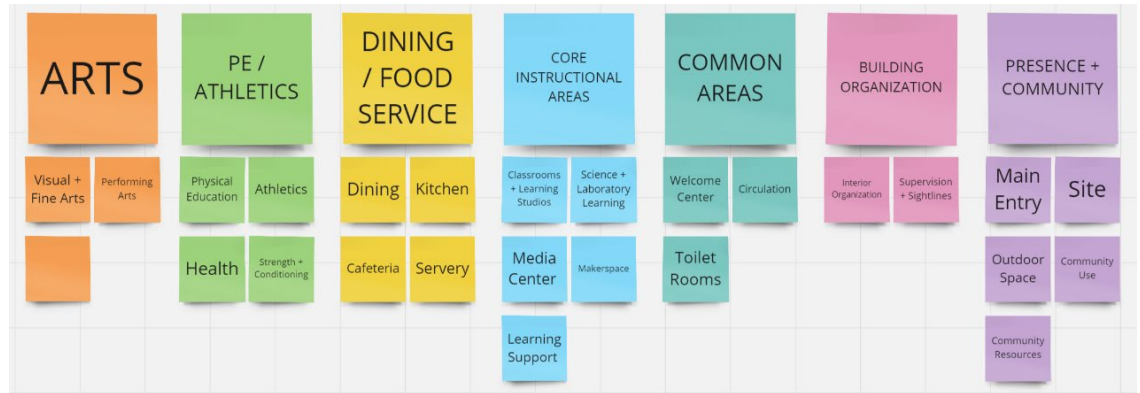 ARTS
PE /
ATHLETICS
DINING
/ FOOD
SERVICE
CORE
INSTRUCTIONAL
AREAS
COMMON
AREAS
BUILDING
ORGANIZATION
PRESENCE +
COMMUNITY
Visual +
Fine Arts
Performing
Arts
Physical
Education
Athletics
Health
Strength +
Conditioning
Dining
Kitchen
Cafeteria
Servery
Classrooms
+ Learning
Studios
Science +
Laboratory
Learning
Media
Center
Makerspace
Learning
Support
Welcome
Center
Circulation
Toilet
Rooms
Interior
Organization
Supervision
+ Sightlines
Main
Entry
Site
Outdoor
Space
Community
Use
Community
Resources